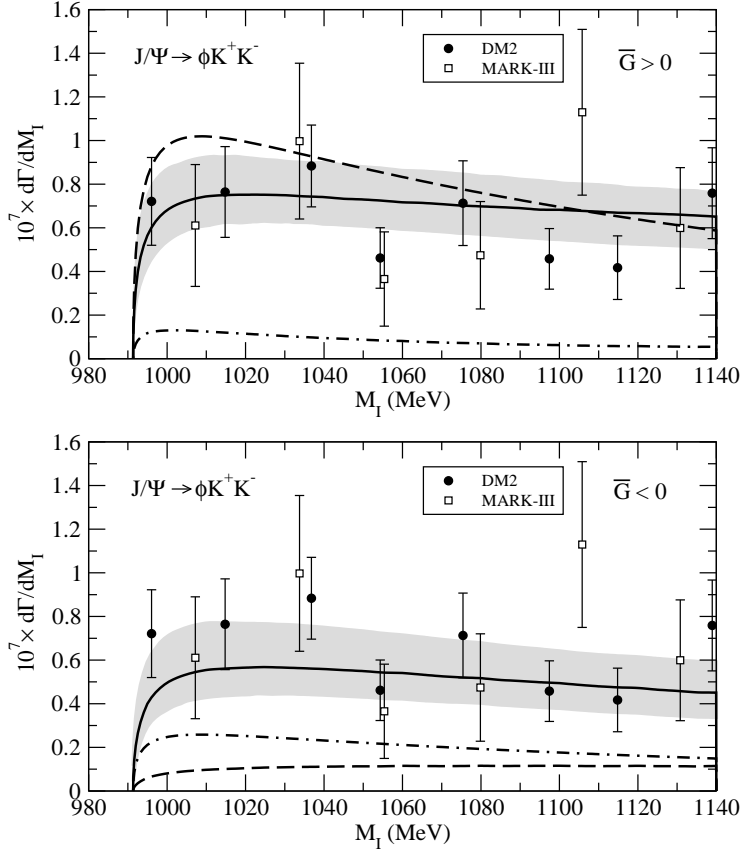 1.6
1.4
1.2
1
0.8
0.6
0.4
0.2
0
10⁷× dΓ/dM_I
J/Ψ → ϕK⁺K⁻
DM2
MARK-III
G̅ > 0
980 1000 1020 1040 1060 1080 1100 1120 1140
M_I (MeV)
1.6
1.4
1.2
1
0.8
0.6
0.4
0.2
0
10⁷× dΓ/dM_I
J/Ψ → ϕK⁺K⁻
DM2
MARK-III
G̅ < 0
980 1000 1020 1040 1060 1080 1100 1120 1140
M_I (MeV)